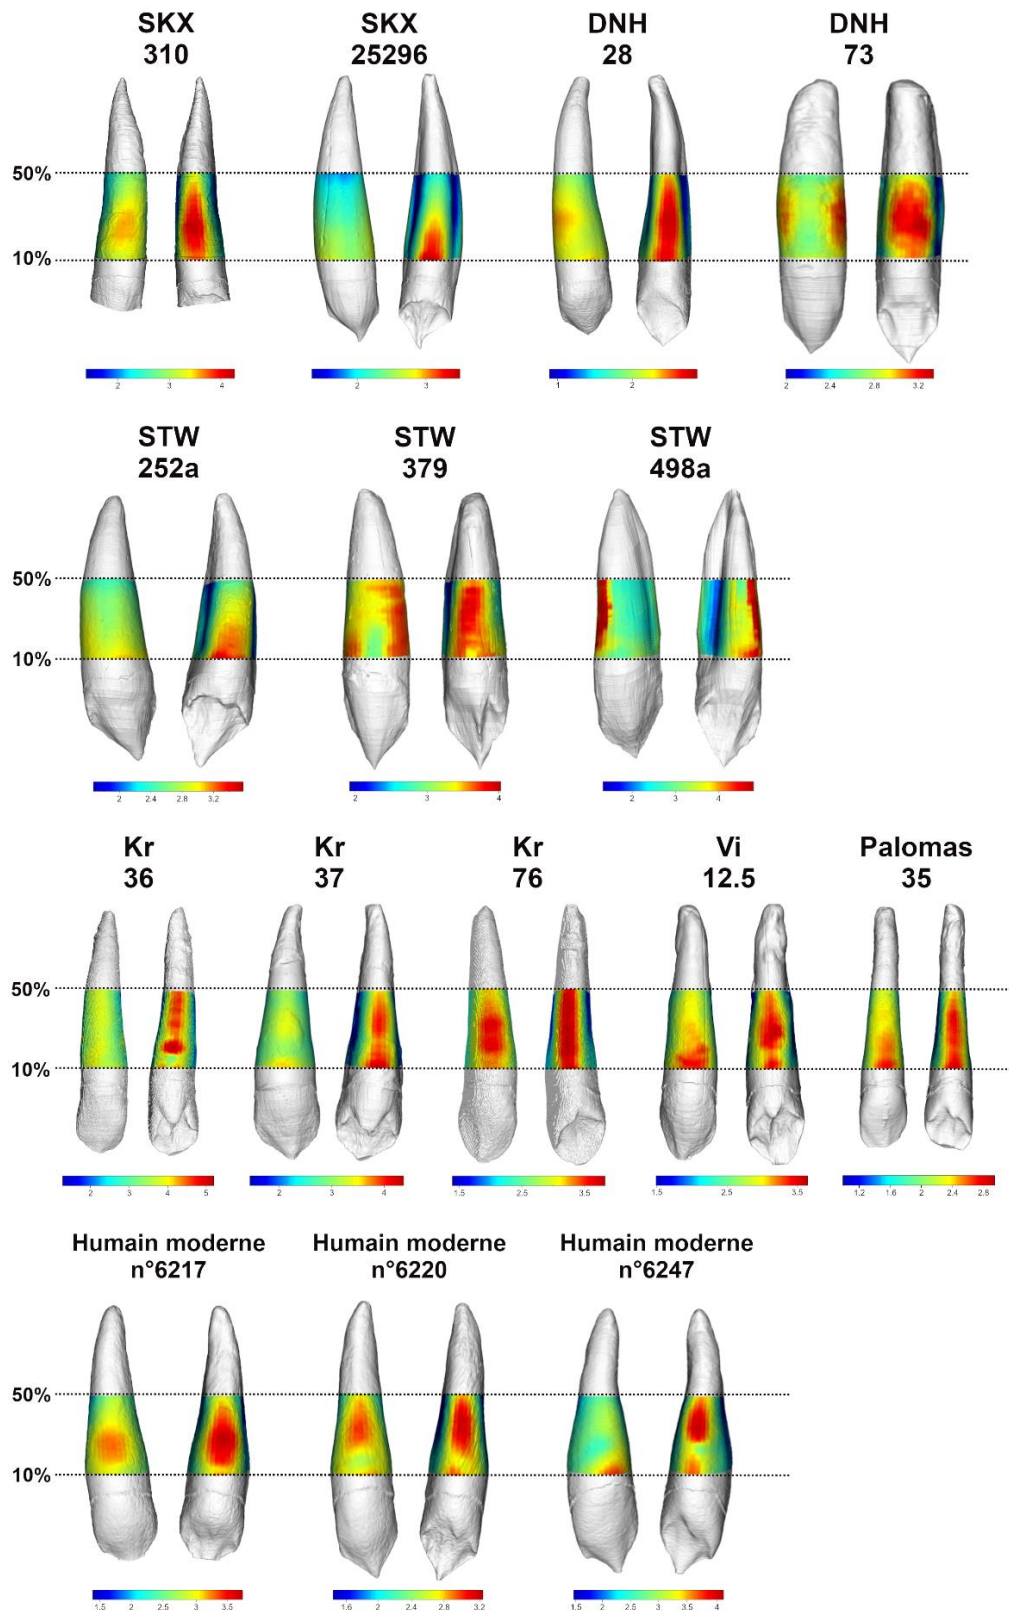 SKX SKX DNH DNH
310 25296 28 73
50%
10%
2 3 4 2 3 1 2 2 2.4 2.8 3.2
STW STW STW
252a 379 498a
50%
10%
2 2.4 2.8 3.2 2 3 4 2 3 4
Kr Kr Kr Vi Palomas
36 37 76 12.5 35
50%
10%
2 3 4 5 2 3 4 1.5 2.5 3.5 1.5 2.5 3.5 1.2 1.6 2 2.4 2.8
Humain moderne Humain moderne Humain moderne
n°6217 n°6220 n°6247
50%
10%
1.5 2 2.5 3 3.5 1.6 2 2.4 2.8 3.2 1.5 2 2.5 3 3.5 4